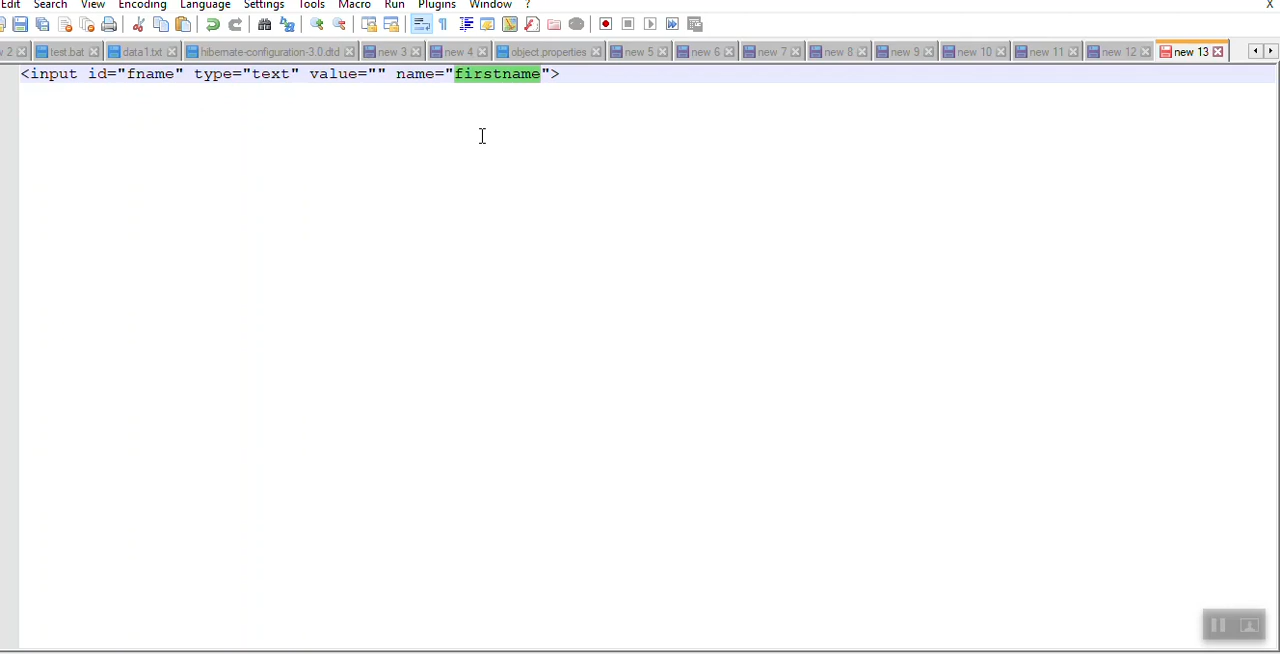 Edit Search View Encoding Language Settings Tools Macro Run Plugins Window ? X
2 test.bat data1.txt hibernate-configuration-3.0.dtd new 3 new 4 object.properties new 5 new 6 new 7 new 8 new 9 new 10 new 11 new 12 new 13
<input id="fname" type="text" value="" name="firstname">